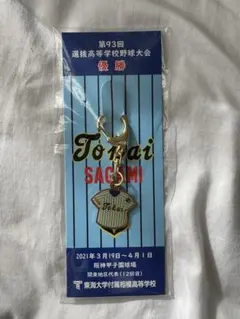 第93回
選抜高等学校野球大会
優勝
Tokai
SAGAMI
Tokai
2021年3月19日〜4月1日
阪神甲子園球場
関東地区代表(12回目)
東海大学付属相模高等学校